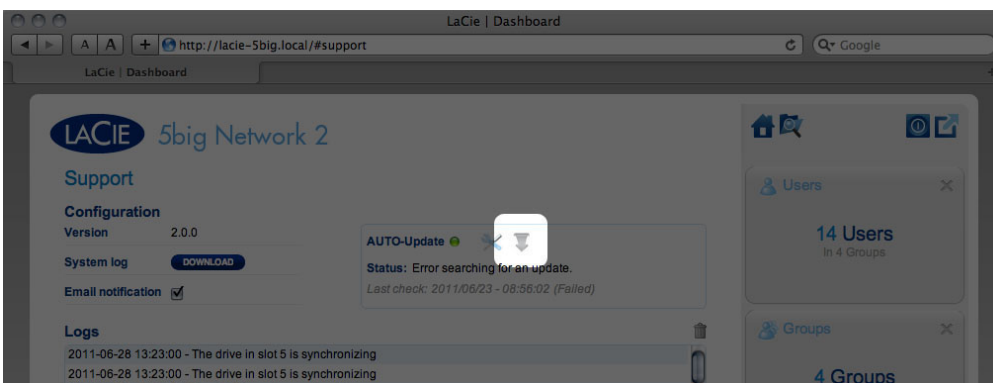 LaCie | Dashboard
A A + http://lacie-5big.local/#support Google
LaCie | Dashboard
LACIE 5big Network 2
Support
Configuration
Version 2.0.0
System log DOWNLOAD
Email notification
AUTO-Update
Status: Error searching for an update.
Last check: 2011/06/23 - 08:56:02 (Failed)
Logs
2011-06-28 13:23:00 - The drive in slot 5 is synchronizing
2011-06-28 13:23:00 - The drive in slot 5 is synchronizing
Users
14 Users
In 4 Groups
Groups
4 Groups